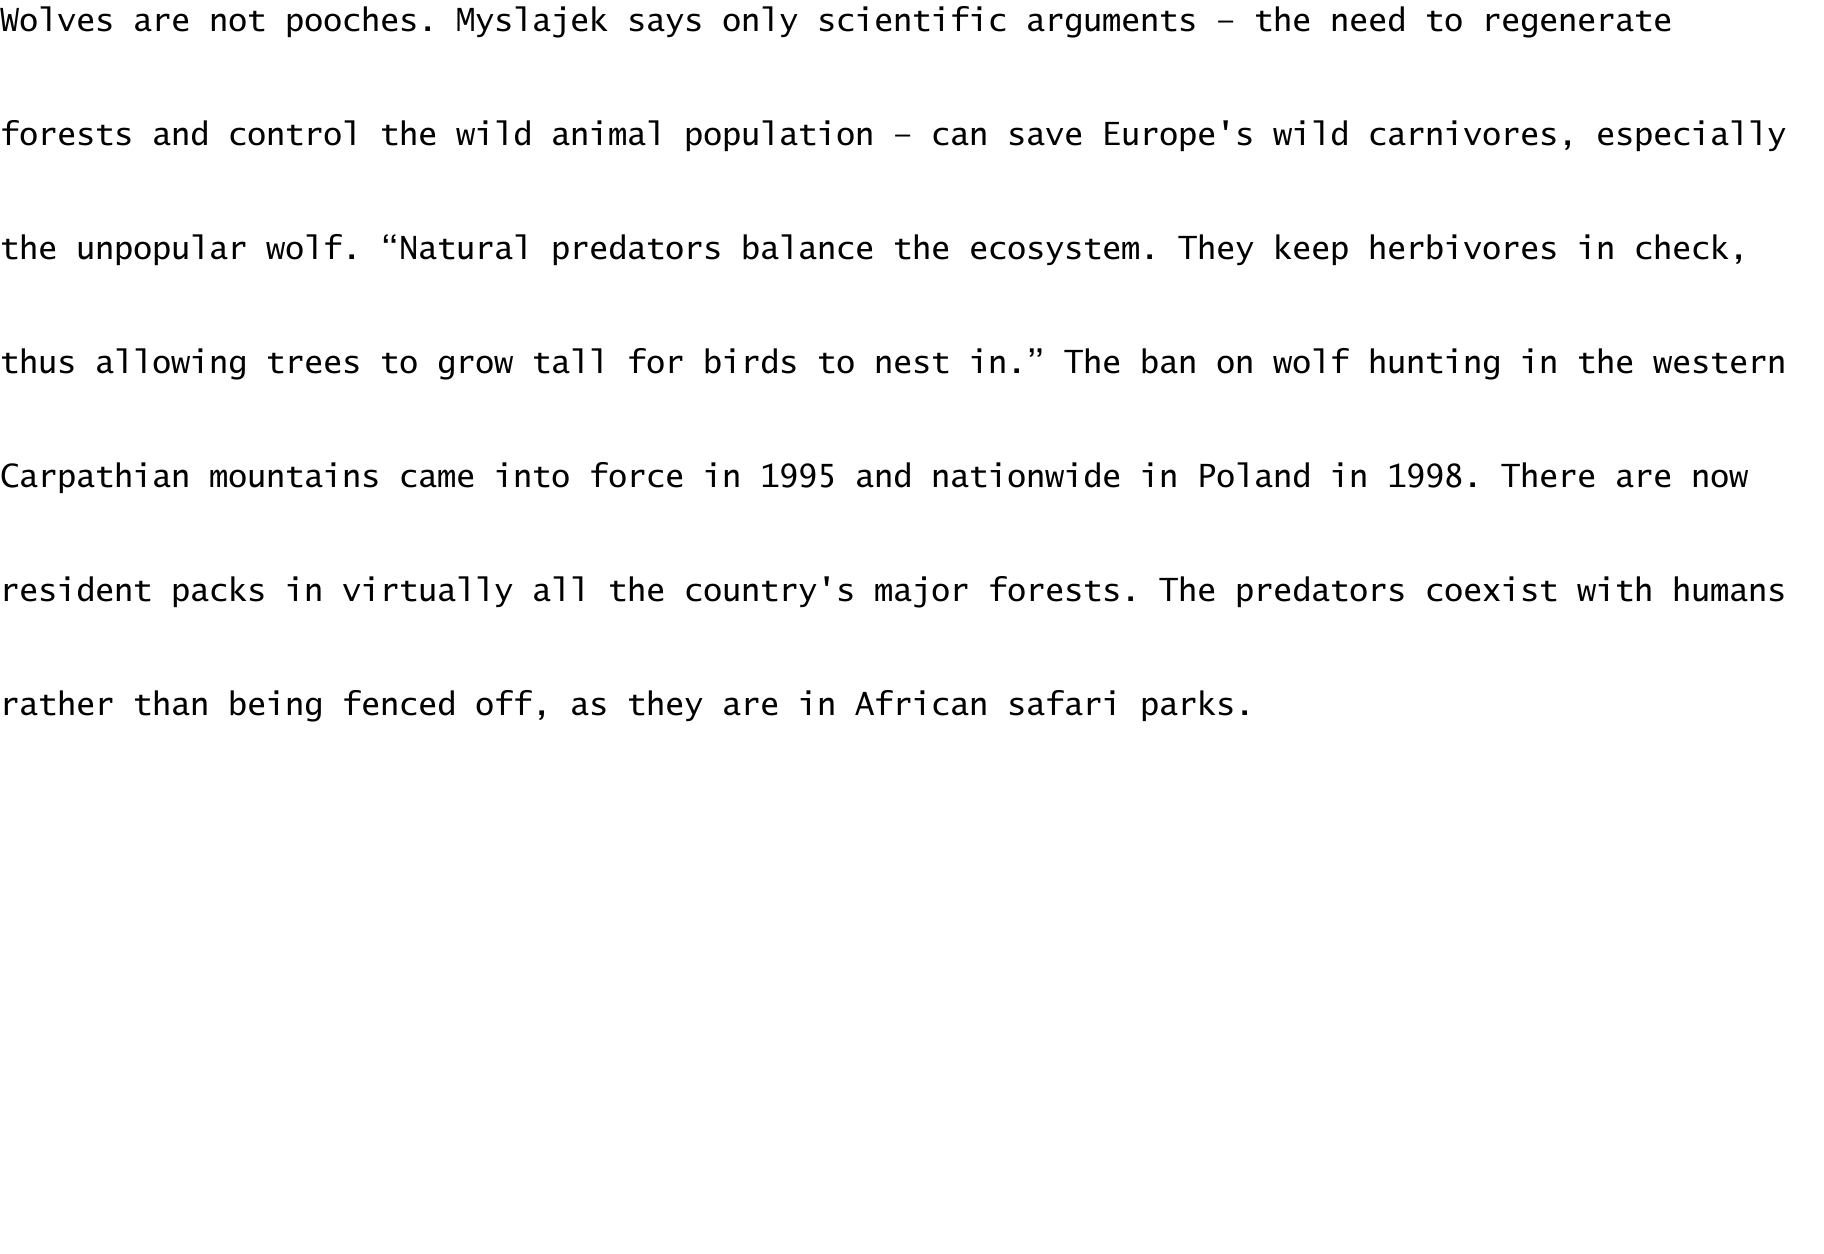 Wolves are not pooches. Myslajek says only scientific arguments – the need to regenerate
forests and control the wild animal population – can save Europe's wild carnivores, especially
the unpopular wolf. “Natural predators balance the ecosystem. They keep herbivores in check,
thus allowing trees to grow tall for birds to nest in.” The ban on wolf hunting in the western
Carpathian mountains came into force in 1995 and nationwide in Poland in 1998. There are now
resident packs in virtually all the country's major forests. The predators coexist with humans
rather than being fenced off, as they are in African safari parks.